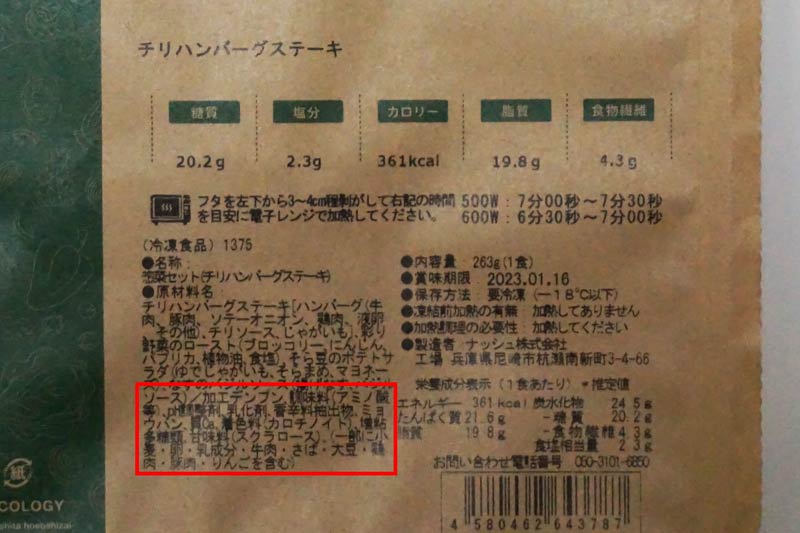 チリハンバーグステーキ
糖質 塩分 カロリー 脂質 食物繊維
20.2g 2.3g 361kcal 19.8g 4.3g
フタを左下から3〜4cm程剥がして右記の時間
を目安に電子レンジで加熱してください。
500W:7分00秒〜7分30秒
600W:6分30秒〜7分00秒
(冷凍食品) 1375
●名称:
惣菜セット(チリハンバーグステーキ)
●原材料名:
チリハンバーグステーキ[ハンバーグ(牛
肉、豚肉、ソテーオニオン、鶏肉、液卵
、その他)、チリソース、じゃがいも]、彩り
野菜のロースト(ブロッコリー、にんじん、
パプリカ、植物油、食塩)、そら豆のポテトサ
ラダ(ゆでじゃがいも、そらまめ、マヨネー
ソース)/加工デンプン、調味料(アミノ酸
等)、pH調整剤、乳化剤、香辛料抽出物、ミョ
ウバン、貝Ca、着色料(カロチノイド)、増粘
多糖類、甘味料(スクラロース)、(一部に小
麦・卵・乳成分・牛肉・さば・大豆・鶏
肉・豚肉・りんごを含む)
●内容量:263g(1食)
●賞味期限:2023.01.16
●保存方法:要冷凍(−18℃以下)
●凍結前加熱の有無:加熱してありません
●加熱調理の必要性:加熱してください
●製造者:ナッシュ株式会社
工場 兵庫県尼崎市杭瀬南新町3-4-66
栄養成分表示(1食あたり)*推定値
エネルギー 361kcal 炭水化物 24.5g
たんぱく質 21.6g −糖質 20.2g
脂質 19.8g −食物繊維 4.3g
食塩相当量 2.3g
お問い合わせ電話番号 050-3101-6850
4 580462 643787
紙
COLOGY